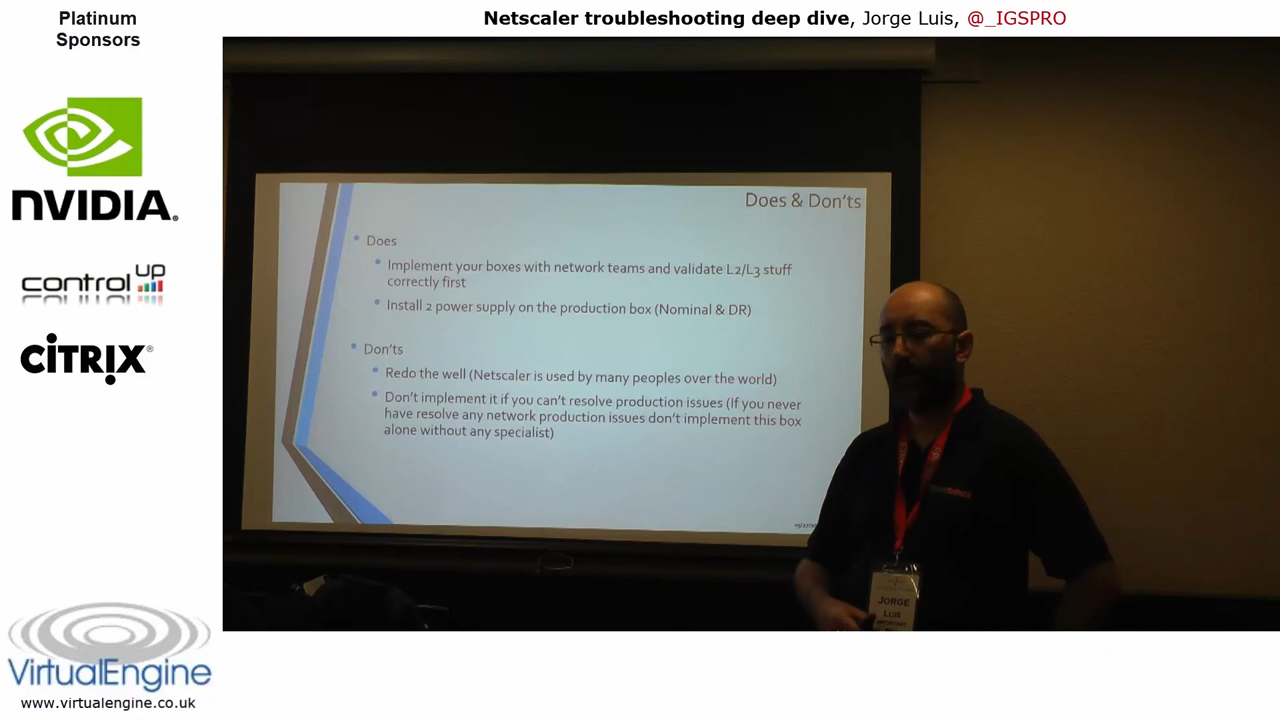 Platinum
Sponsors
Netscaler troubleshooting deep dive, Jorge Luis, @_IGSPRO
nVIDIA.
control UP
CiTRIX
VirtualEngine
www.virtualengine.co.uk
Does & Don'ts
Does
Implement your boxes with network teams and validate L2/L3 stuff
correctly first
Install 2 power supply on the production box (Nominal & DR)
Don'ts
Redo the well (Netscaler is used by many peoples over the world)
Don't implement it if you can't resolve production issues (If you never
have resolve any network production issues don't implement this box
alone without any specialist)
JORGE
LUIS